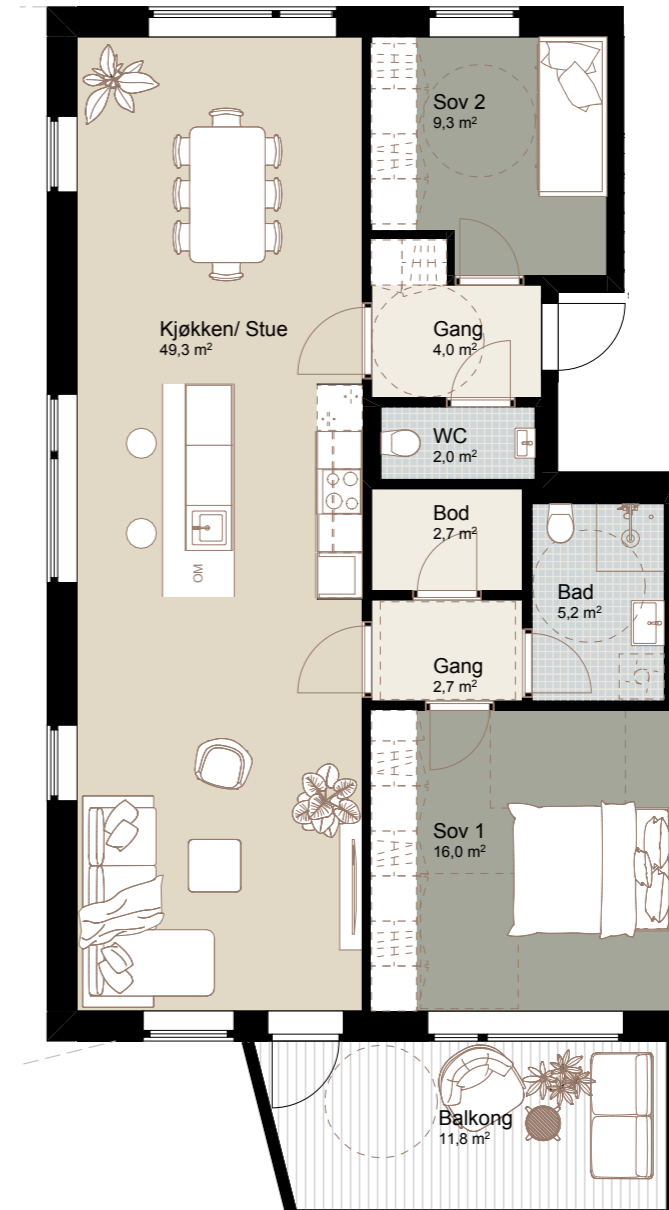 Sov 2
9,3 m²
Kjøkken/ Stue
49,3 m²
Gang
4,0 m²
WC
2,0 m²
Bod
2,7 m²
Bad
5,2 m²
OM
Gang
2,7 m²
Sov 1
16,0 m²
Balkong
11,8 m²